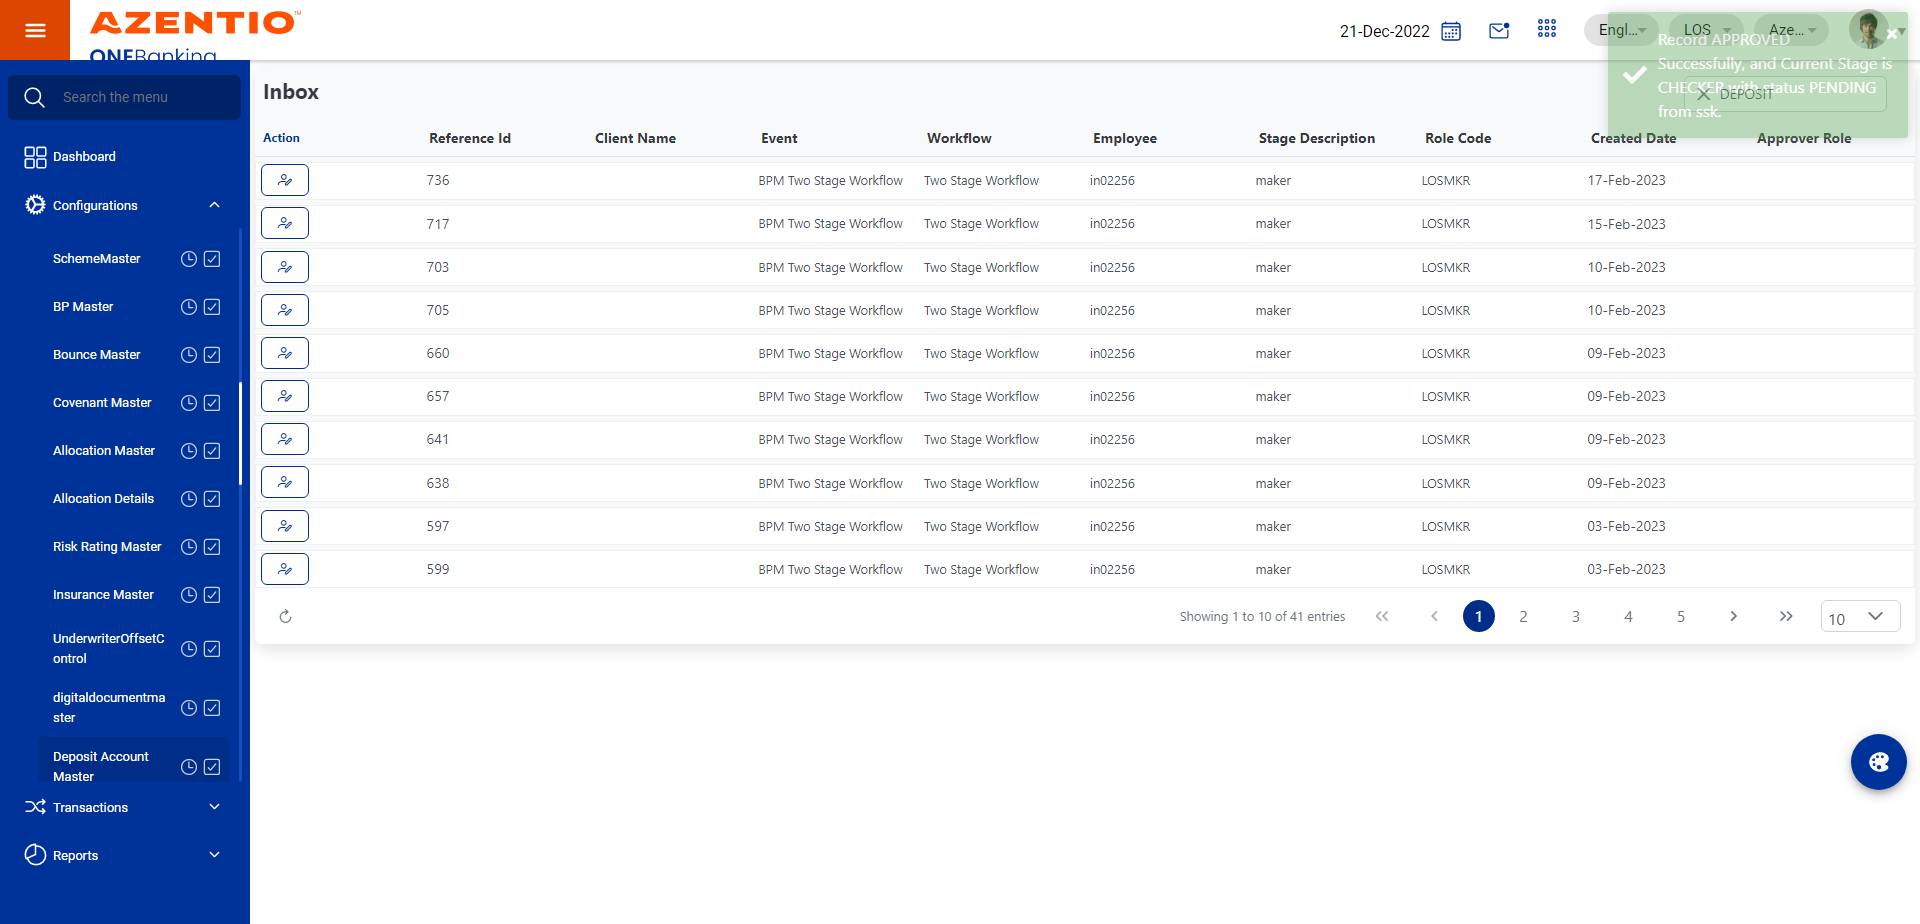 AZENTIO™
ONEBanking
21-Dec-2022
Engl...
LOS
Aze...
Record APPROVED
Successfully, and Current Stage is
CHECKER with status PENDING
from ssk.
DEPOSIT
Search the menu
Dashboard
Configurations
SchemeMaster
BP Master
Bounce Master
Covenant Master
Allocation Master
Allocation Details
Risk Rating Master
Insurance Master
UnderwriterOffsetC
ontrol
digitaldocumentma
ster
Deposit Account
Master
Transactions
Reports
Inbox
Action Reference Id Client Name Event Workflow Employee Stage Description Role Code Created Date Approver Role
736 BPM Two Stage Workflow Two Stage Workflow in02256 maker LOSMKR 17-Feb-2023
717 BPM Two Stage Workflow Two Stage Workflow in02256 maker LOSMKR 15-Feb-2023
703 BPM Two Stage Workflow Two Stage Workflow in02256 maker LOSMKR 10-Feb-2023
705 BPM Two Stage Workflow Two Stage Workflow in02256 maker LOSMKR 10-Feb-2023
660 BPM Two Stage Workflow Two Stage Workflow in02256 maker LOSMKR 09-Feb-2023
657 BPM Two Stage Workflow Two Stage Workflow in02256 maker LOSMKR 09-Feb-2023
641 BPM Two Stage Workflow Two Stage Workflow in02256 maker LOSMKR 09-Feb-2023
638 BPM Two Stage Workflow Two Stage Workflow in02256 maker LOSMKR 09-Feb-2023
597 BPM Two Stage Workflow Two Stage Workflow in02256 maker LOSMKR 03-Feb-2023
599 BPM Two Stage Workflow Two Stage Workflow in02256 maker LOSMKR 03-Feb-2023
Showing 1 to 10 of 41 entries 1 2 3 4 5 10